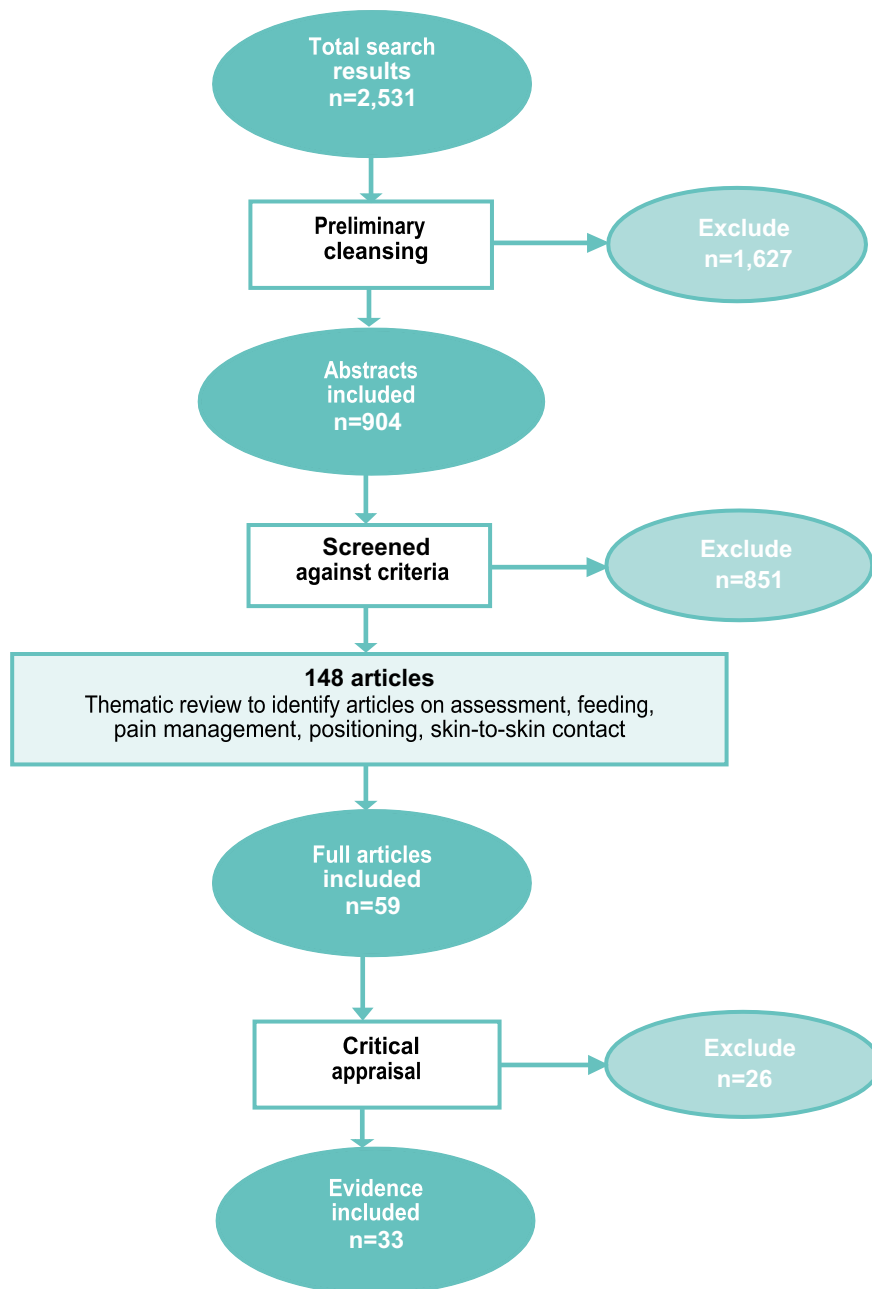 Total search
results
n=2,531
Preliminary
cleansing
Exclude
n=1,627
Abstracts
included
n=904
Screened
against criteria
Exclude
n=851
148 articles
Thematic review to identify articles on assessment, feeding,
pain management, positioning, skin-to-skin contact
Full articles
included
n=59
Critical
appraisal
Exclude
n=26
Evidence
included
n=33